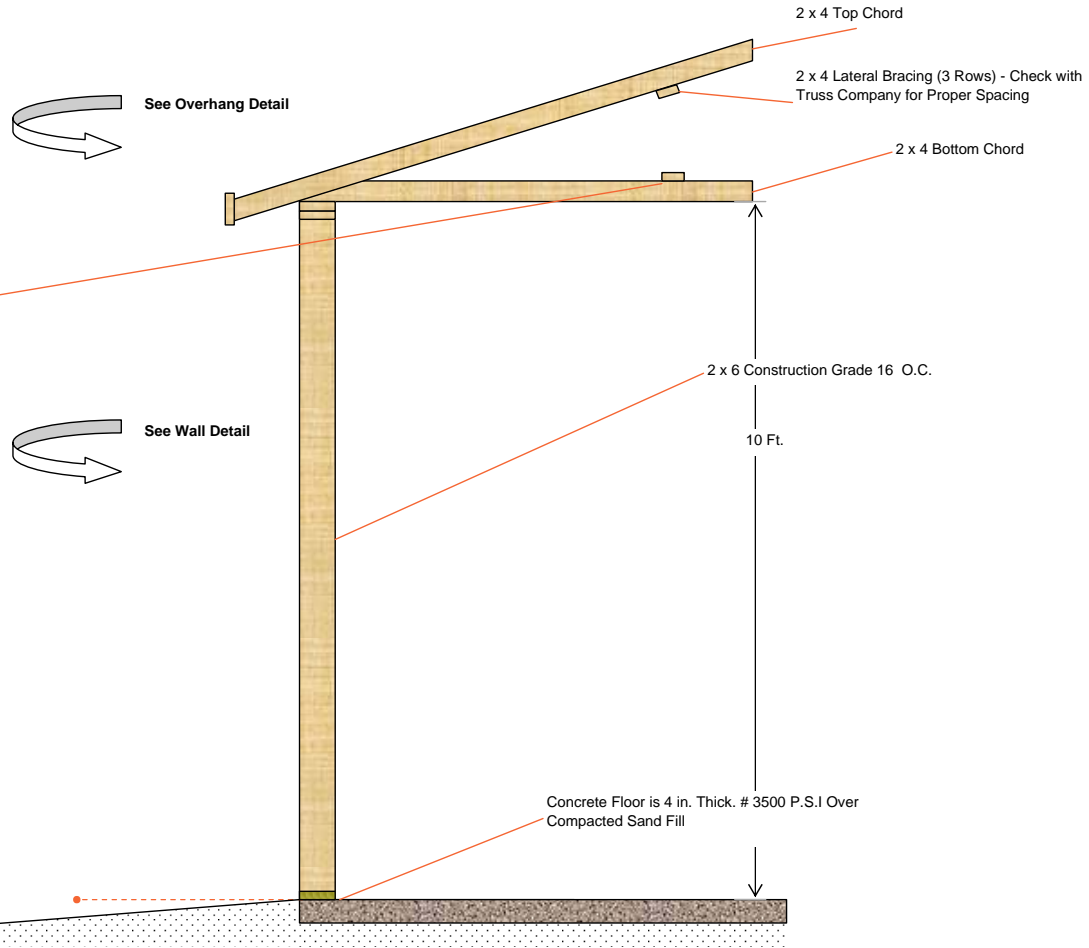 2 x 4 Top Chord
2 x 4 Lateral Bracing (3 Rows) - Check with
Truss Company for Proper Spacing
See Overhang Detail
2 x 4 Bottom Chord
2 x 6 Construction Grade 16 O.C.
See Wall Detail
10 Ft.
Concrete Floor is 4 in. Thick. # 3500 P.S.I Over
Compacted Sand Fill